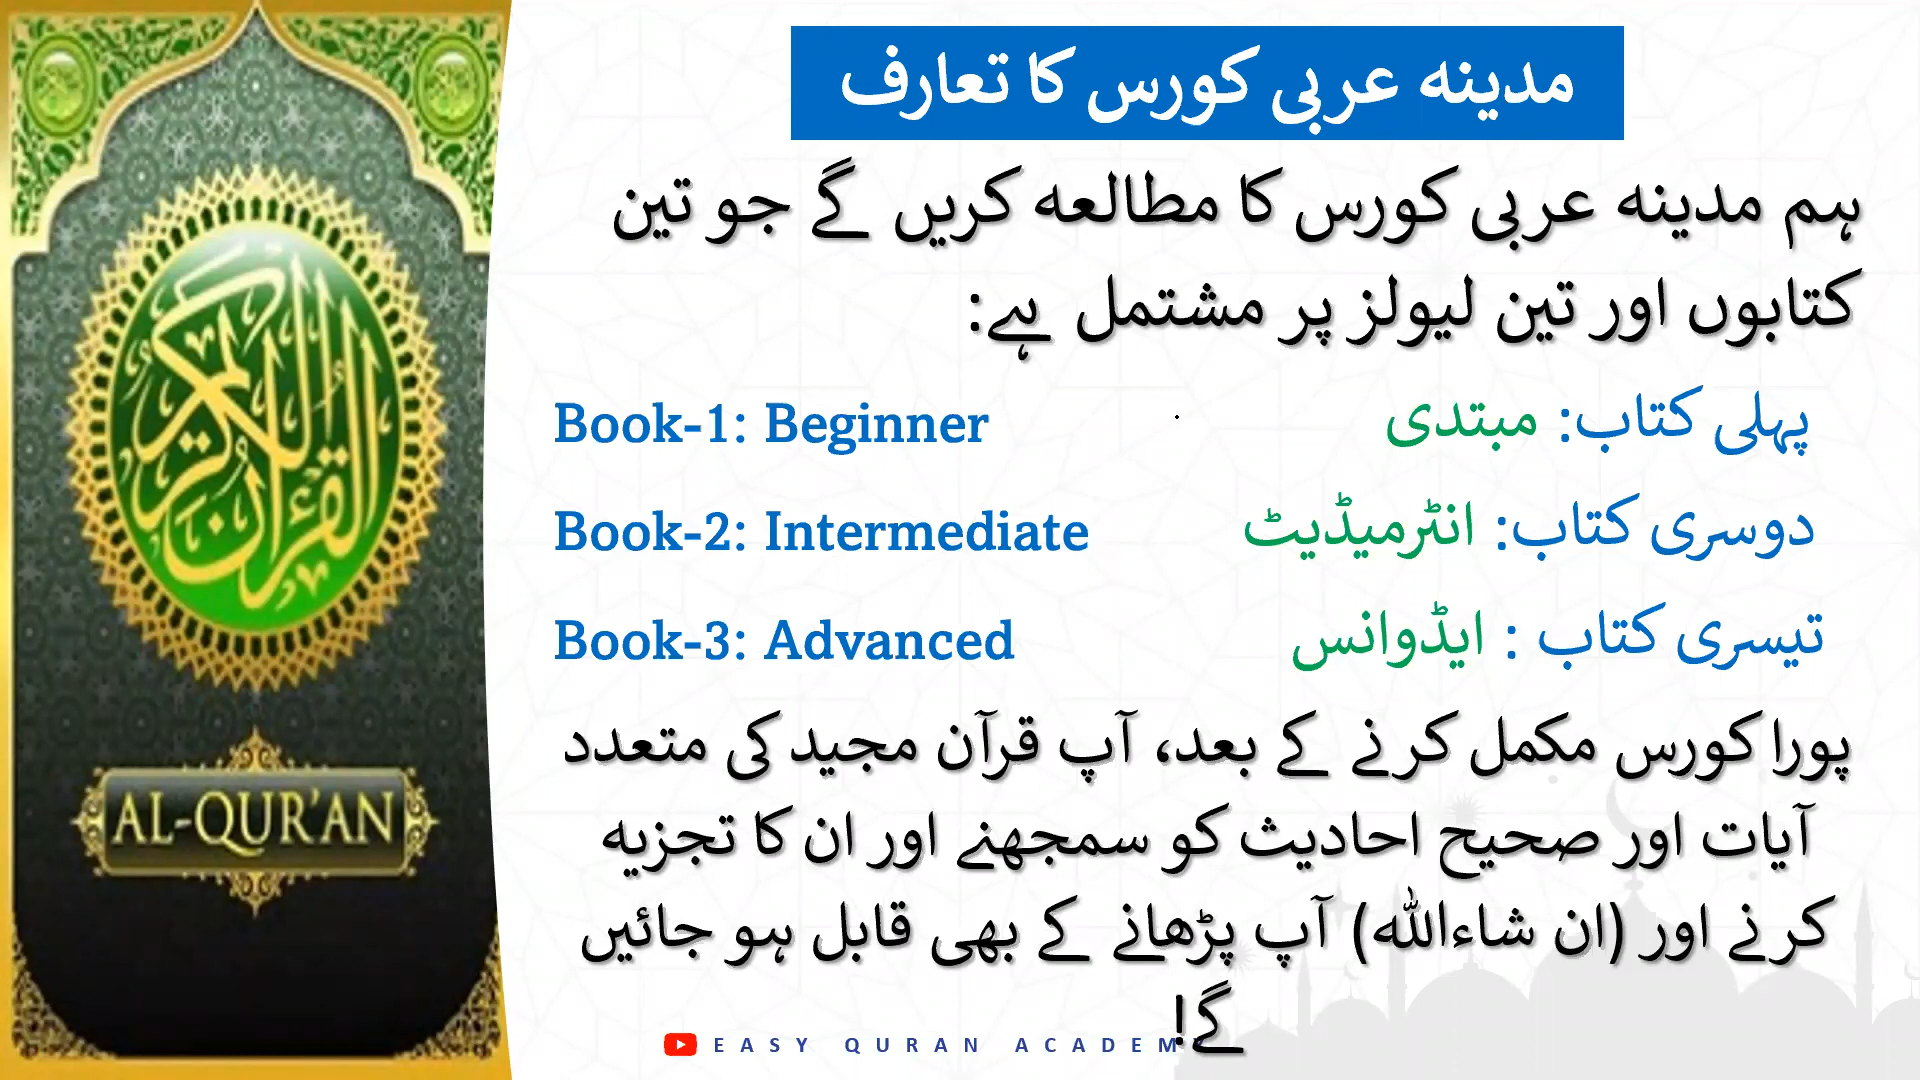 مدینہ عربی کورس کا تعارف
ہم مدینہ عربی کورس کا مطالعہ کریں گے جو تین
کتابوں اور تین لیولز پر مشتمل ہے:
پہلی کتاب: مبتدی
Book-1: Beginner
دوسری کتاب: انٹرمیڈیٹ
Book-2: Intermediate
تیسری کتاب : ایڈوانس
Book-3: Advanced
پورا کورس مکمل کرنے کے بعد، آپ قرآن مجید کی متعدد
آیات اور صحیح احادیث کو سمجھنے اور ان کا تجزیہ
کرنے اور (ان شاءاللہ) آپ پڑھانے کے بھی قابل ہو جائیں
گے!
EASY QURAN ACADEMY
القرآن الكريم
AL-QUR'AN